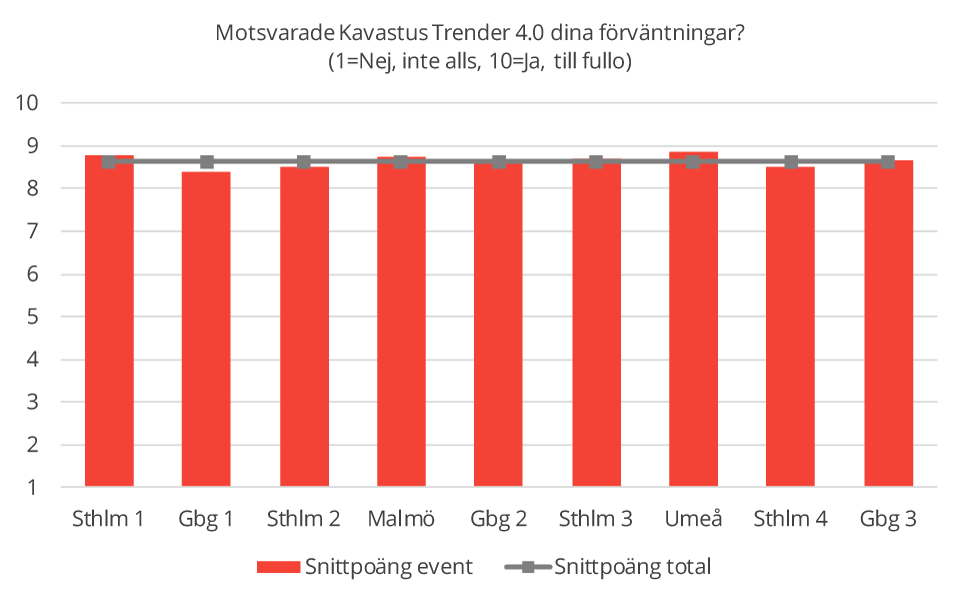 Motsvarade Kavastus Trender 4.0 dina förväntningar?
(1=Nej, inte alls, 10=Ja, till fullo)
10
9
8
7
6
5
4
3
2
1
Sthlm 1 Gbg 1 Sthlm 2 Malmö Gbg 2 Sthlm 3 Umeå Sthlm 4 Gbg 3
Snittpoäng event Snittpoäng total